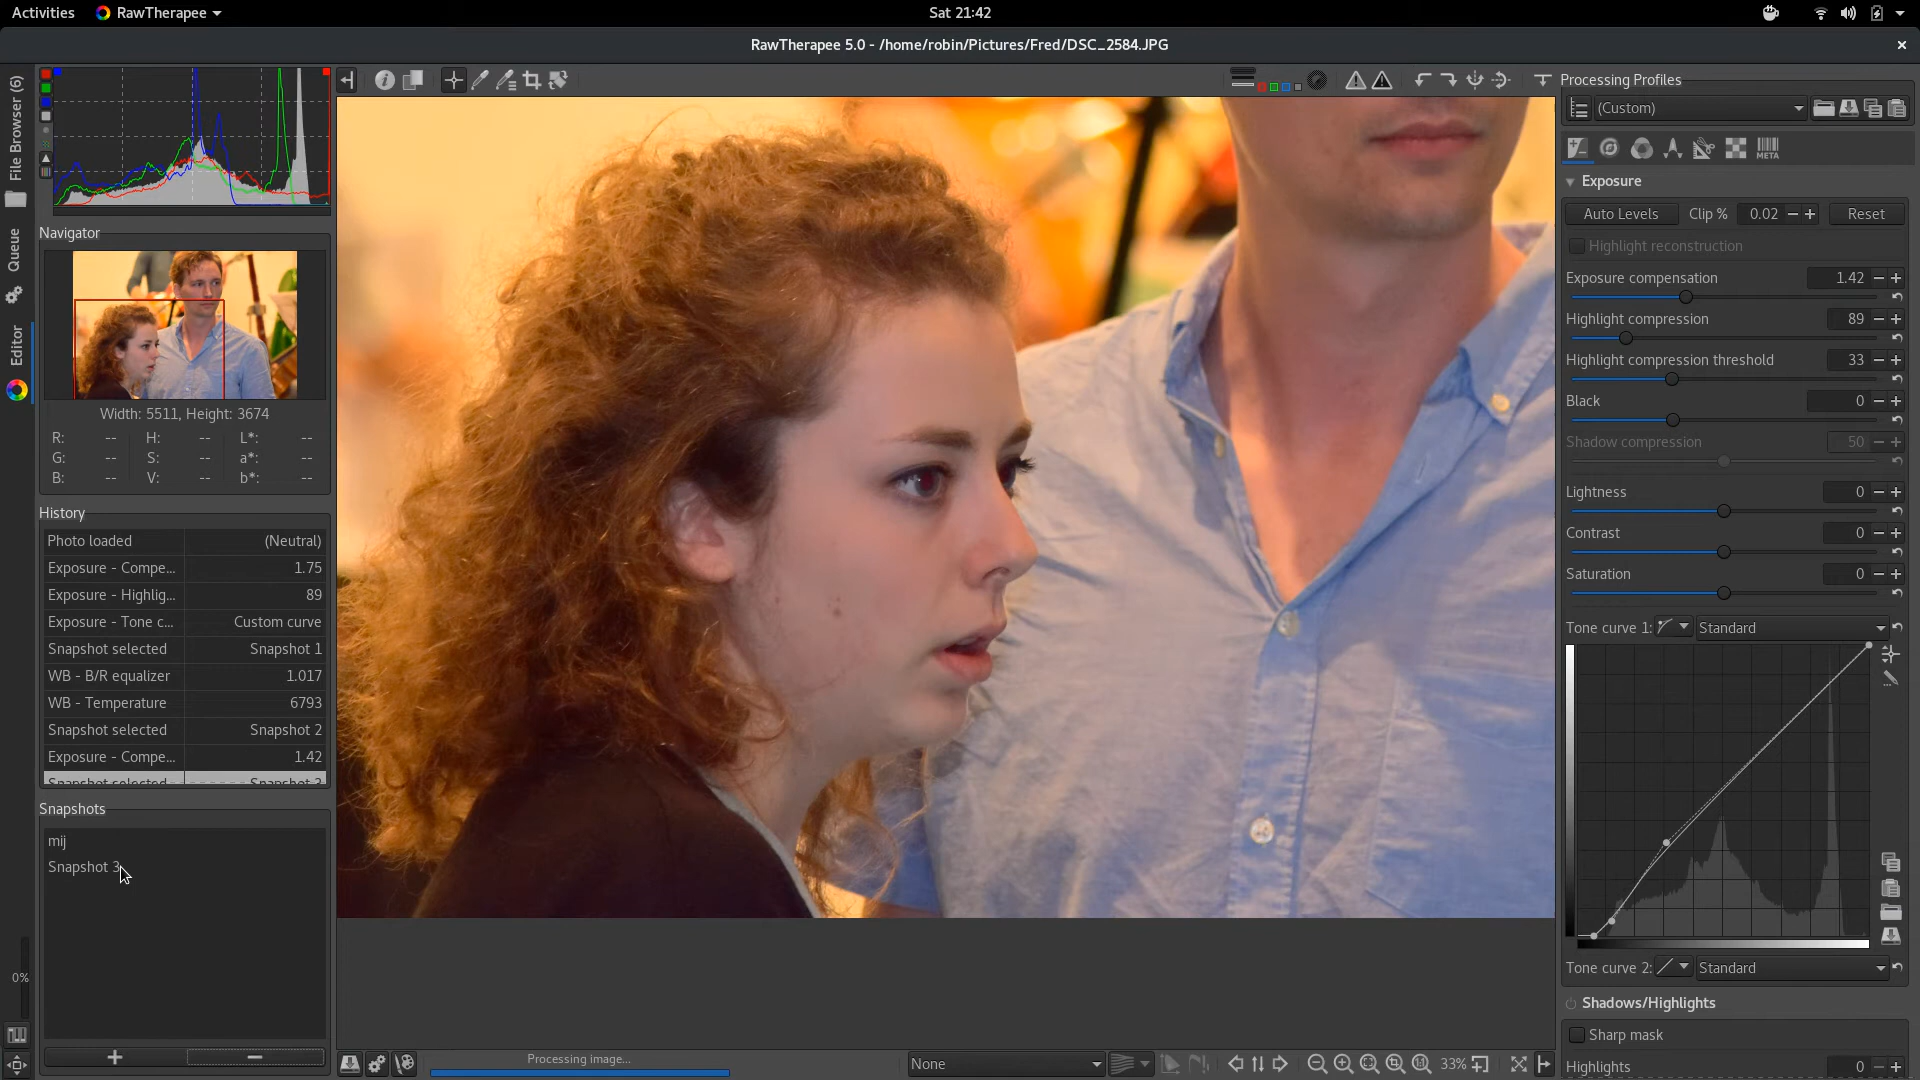 Activities RawTherapee Sat 21:42
RawTherapee 5.0 - /home/robin/Pictures/Fred/DSC_2584.JPG
File Browser (6)
Queue
Editor
0%
Navigator
Width: 5511, Height: 3674
R: -- H: -- L*: --
G: -- S: -- a*: --
B: -- V: -- b*: --
History
Photo loaded (Neutral)
Exposure - Compe... 1.75
Exposure - Highlig... 89
Exposure - Tone c... Custom curve
Snapshot selected Snapshot 1
WB - B/R equalizer 1.017
WB - Temperature 6793
Snapshot selected Snapshot 2
Exposure - Compe... 1.42
Snapshot selected Snapshot 3
Snapshots
mij
Snapshot 3
Processing image...
None
33%
Processing Profiles
(Custom)
META
Exposure
Auto Levels Clip % 0.02 Reset
Highlight reconstruction
Exposure compensation 1.42
Highlight compression 89
Highlight compression threshold 33
Black 0
Shadow compression 50
Lightness 0
Contrast 0
Saturation 0
Tone curve 1: Standard
Tone curve 2: Standard
Shadows/Highlights
Sharp mask
Highlights 0